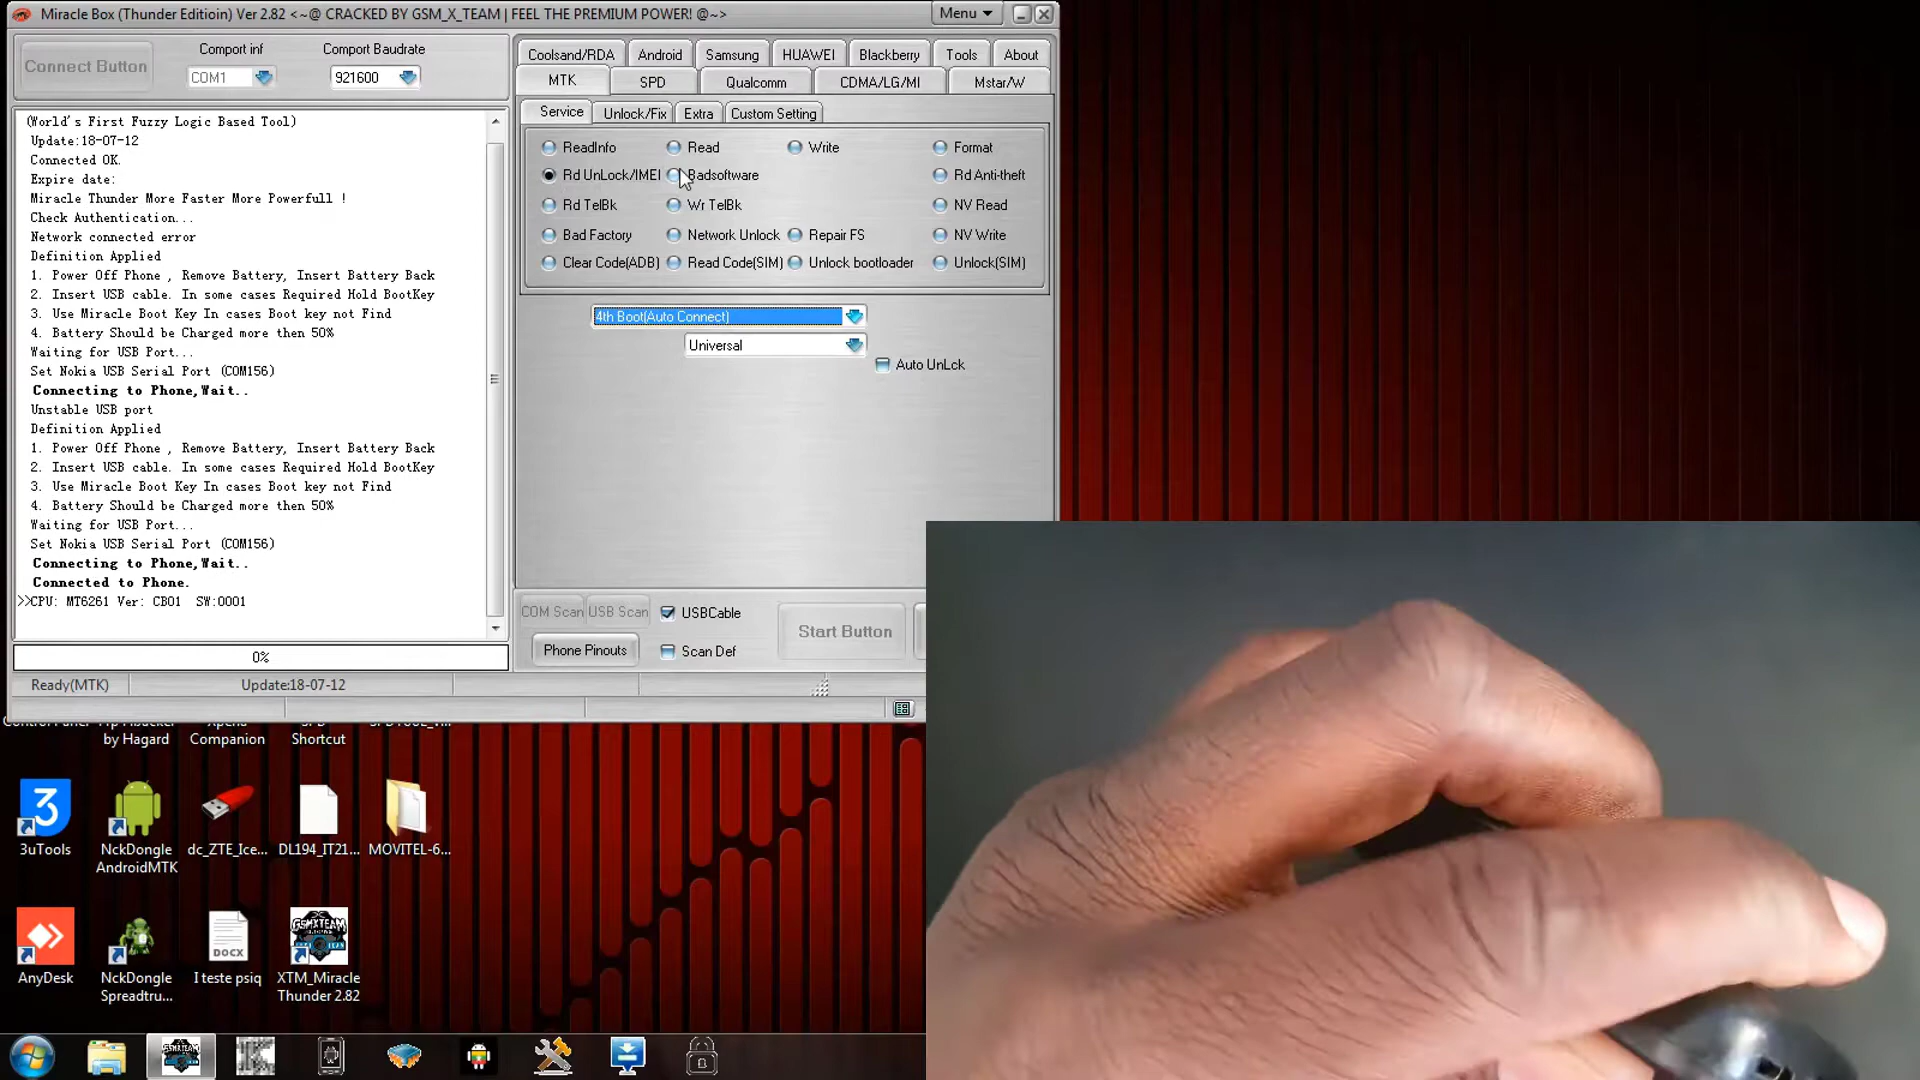 Miracle Box (Thunder Editioin) Ver 2.82 <~@ CRACKED BY GSM_X_TEAM | FEEL THE PREMIUM POWER! @~>
Menu
Connect Button
Comport inf
Comport Baudrate
COM1
921600
(World's First Fuzzy Logic Based Tool)
Update:18-07-12
Connected OK.
Expire date:
Miracle Thunder More Faster More Powerfull !
Check Authentication...
Network connected error
Definition Applied
1. Power Off Phone , Remove Battery, Insert Battery Back
2. Insert USB cable. In some cases Required Hold BootKey
3. Use Miracle Boot Key In cases Boot key not Find
4. Battery Should be Charged more then 50%
Waiting for USB Port...
Set Nokia USB Serial Port (COM156)
Connecting to Phone,Wait..
Unstable USB port
Definition Applied
1. Power Off Phone , Remove Battery, Insert Battery Back
2. Insert USB cable. In some cases Required Hold BootKey
3. Use Miracle Boot Key In cases Boot key not Find
4. Battery Should be Charged more then 50%
Waiting for USB Port...
Set Nokia USB Serial Port (COM156)
Connecting to Phone,Wait..
Connected to Phone.
>>CPU: MT6261 Ver: CB01 SW:0001
0%
Ready(MTK)
Update:18-07-12
Coolsand/RDA Android Samsung HUAWEI Blackberry Tools About
MTK SPD Qualcomm CDMA/LG/MI Mstar/W
Service Unlock/Fix Extra Custom Setting
ReadInfo Read Write Format
Rd UnLock/IMEI Badsoftware Rd Anti-theft
Rd TelBk Wr TelBk NV Read
Bad Factory Network Unlock Repair FS NV Write
Clear Code(ADB) Read Code(SIM) Unlock bootloader Unlock(SIM)
4th Boot(Auto Connect)
Universal
Auto UnLck
COM Scan USB Scan USBCable
Start Button
Phone Pinouts Scan Def
by Hagard
Companion
Shortcut
3uTools
NckDongle AndroidMTK
dc_ZTE_Ice...
DL194_IT21...
MOVITEL-6...
AnyDesk
NckDongle Spreadtru...
DOCX
I teste psiq
GSMXTEAM
XTM_Miracle Thunder 2.82